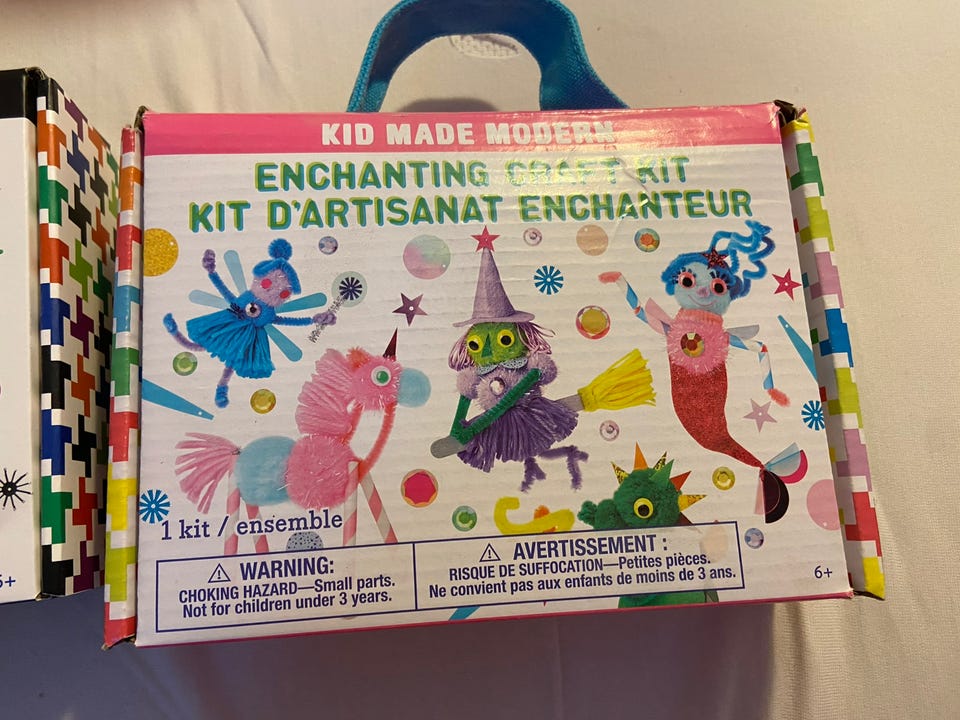 KID MADE MODERN
ENCHANTING CRAFT KIT
KIT D'ARTISANAT ENCHANTEUR
1 kit / ensemble
⚠ WARNING:
CHOKING HAZARD—Small parts.
Not for children under 3 years.
⚠ AVERTISSEMENT :
RISQUE DE SUFFOCATION—Petites pièces.
Ne convient pas aux enfants de moins de 3 ans.
6+
6+